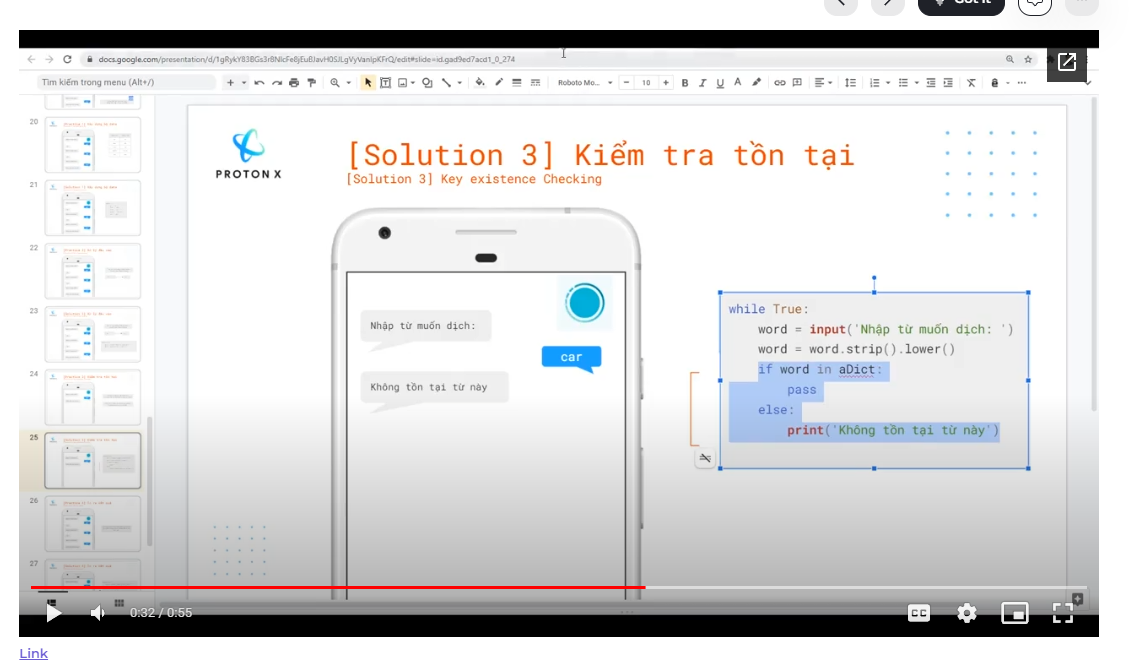 Got it
docs.google.com/presentation/d/1gRykY83BGs3rBNlcFe8jEuBJavH0SJLgVyVanlpKFrQ/edit#slide=id.gad9ed7acd1_0_274
Tìm kiếm trong menu (Alt+/)
Roboto Mo...
10
B I U A
20
21
22
23
24
25
26
27
PROTON X
[Solution 3] Kiểm tra tồn tại
[Solution 3] Key existence Checking
Nhập từ muốn dịch:
car
Không tồn tại từ này
while True:
word = input('Nhập từ muốn dịch: ')
word = word.strip().lower()
if word in aDict:
pass
else:
print('Không tồn tại từ này')
0:32 / 0:55
CC
Link